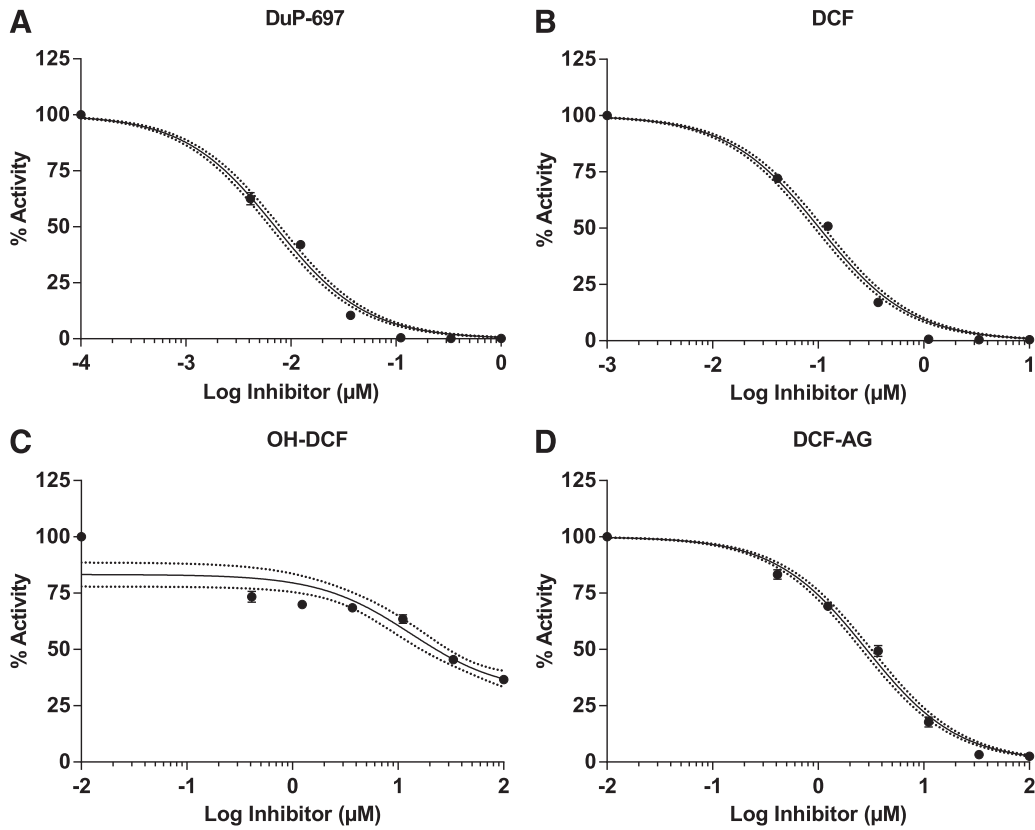 A
DuP-697
125
100
75
50
25
0
% Activity
-4 -3 -2 -1 0
Log Inhibitor (µM)
B
DCF
125
100
75
50
25
0
% Activity
-3 -2 -1 0 1
Log Inhibitor (µM)
C
OH-DCF
125
100
75
50
25
0
% Activity
-2 -1 0 1 2
Log Inhibitor (µM)
D
DCF-AG
125
100
75
50
25
0
% Activity
-2 -1 0 1 2
Log Inhibitor (µM)